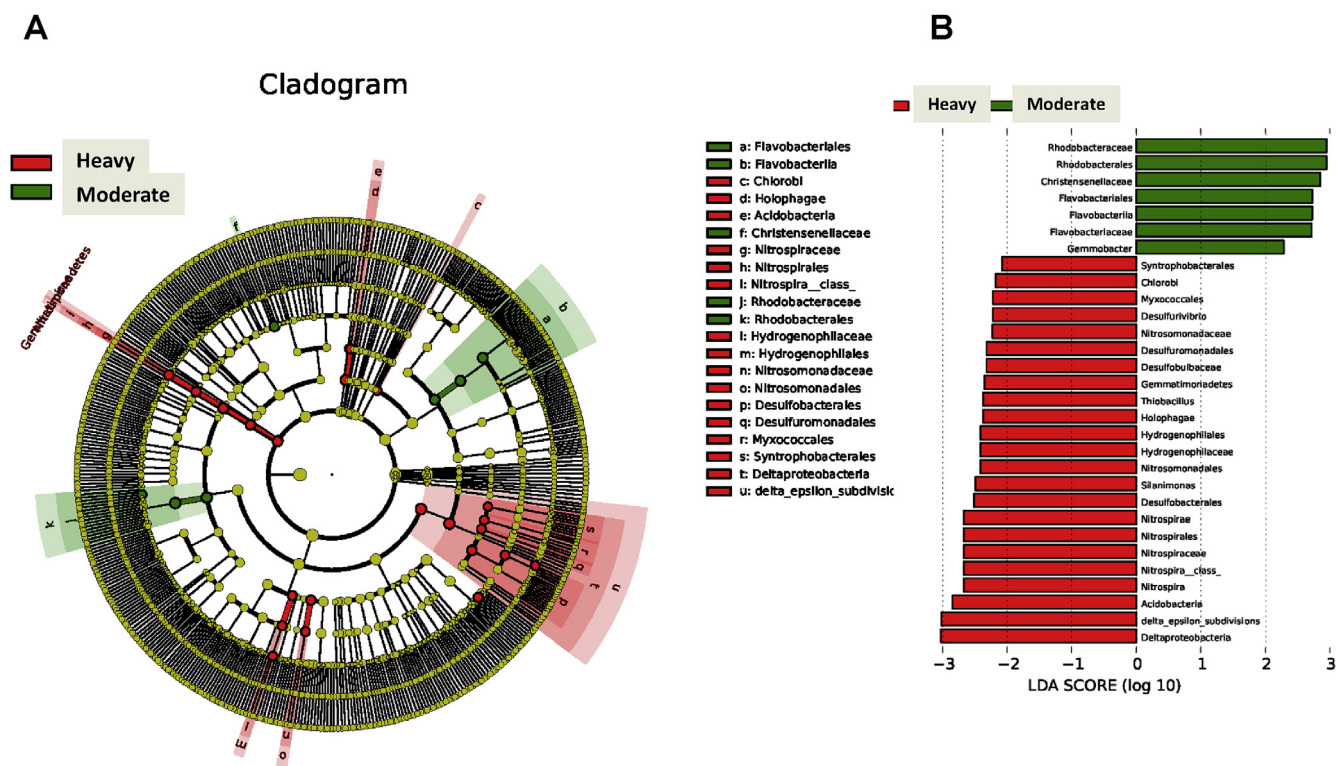 A
Cladogram
Heavy
Moderate
e
d
c
f
b
a
i
h
g
k
j
s
r
q
t
u
p
l
m
n
o
a: Flavobacteriales
b: Flavobacteriia
c: Chlorobi
d: Holophagae
e: Acidobacteria
f: Christensenellaceae
g: Nitrospiraceae
h: Nitrospirales
i: Nitrospira__class_
j: Rhodobacteraceae
k: Rhodobacterales
l: Hydrogenophilaceae
m: Hydrogenophilales
n: Nitrosomonadaceae
o: Nitrosomonadales
p: Desulfobacterales
q: Desulfuromonadales
r: Myxococcales
s: Syntrophobacterales
t: Deltaproteobacteria
u: delta_epsilon_subdivisic
B
Heavy
Moderate
Rhodobacteraceae
Rhodobacterales
Christensenellaceae
Flavobacteriales
Flavobacteriia
Flavobacteriaceae
Gemmobacter
Syntrophobacterales
Chlorobi
Myxococcales
Desulfurivibrio
Nitrosomonadaceae
Desulfuromonadales
Desulfobulbaceae
Gemmatimonadetes
Thiobacillus
Holophagae
Hydrogenophilales
Hydrogenophilaceae
Nitrosomonadales
Silanimonas
Desulfobacterales
Nitrospirae
Nitrospirales
Nitrospiraceae
Nitrospira__class_
Nitrospira
Acidobacteria
delta_epsilon_subdivisions
Deltaproteobacteria
−3 −2 −1 0 1 2 3
LDA SCORE (log 10)